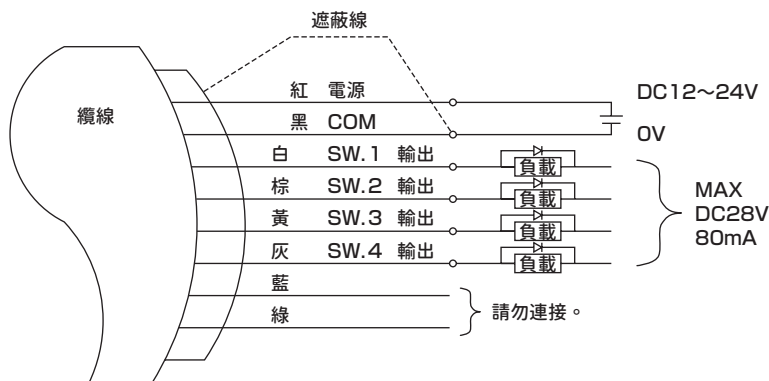 遮蔽線
纜線
紅 電源
DC12～24V
黑 COM
0V
白 SW.1 輸出
負載
棕 SW.2 輸出
負載
黃 SW.3 輸出
負載
灰 SW.4 輸出
負載
MAX
DC28V
80mA
藍
綠
請勿連接。